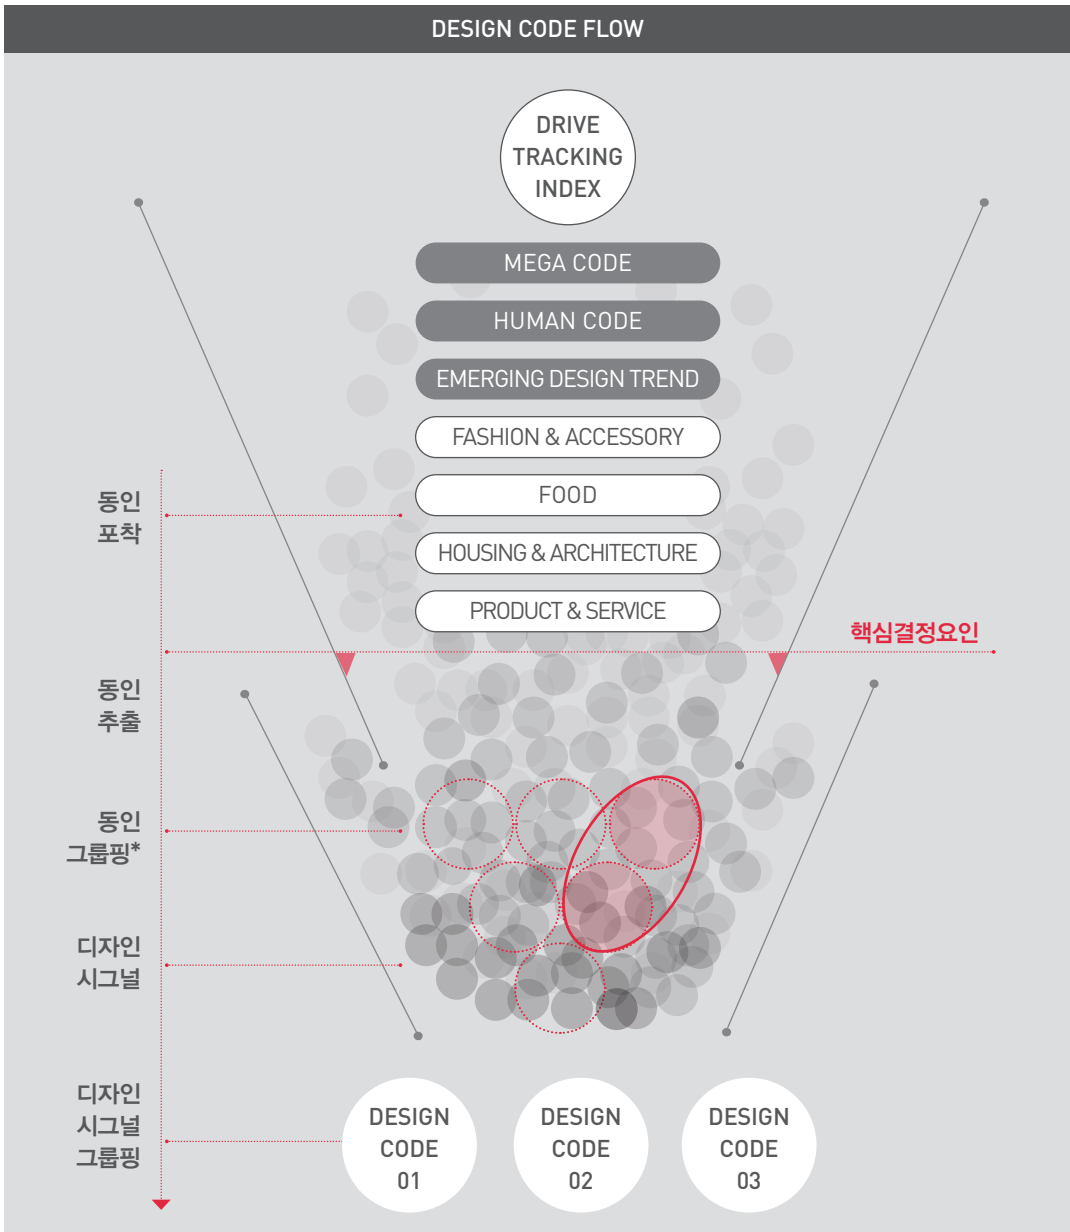 DESIGN CODE FLOW
DRIVE
TRACKING
INDEX
MEGA CODE
HUMAN CODE
EMERGING DESIGN TREND
FASHION & ACCESSORY
FOOD
HOUSING & ARCHITECTURE
PRODUCT & SERVICE
동인
포착
핵심결정요인
동인
추출
동인
그룹핑*
디자인
시그널
디자인
시그널
그룹핑
DESIGN
CODE
01
DESIGN
CODE
02
DESIGN
CODE
03